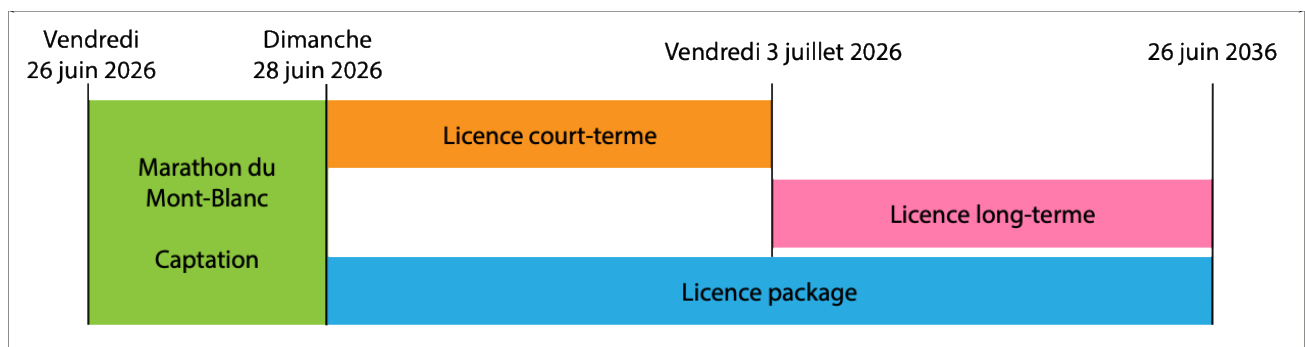 Vendredi
26 juin 2026
Dimanche
28 juin 2026
Vendredi 3 juillet 2026
26 juin 2036
Licence court-terme
Marathon du
Mont-Blanc
Captation
Licence long-terme
Licence package